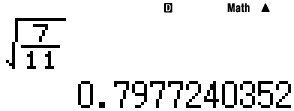 D Math ▲
√(7/11)
0.7977240352